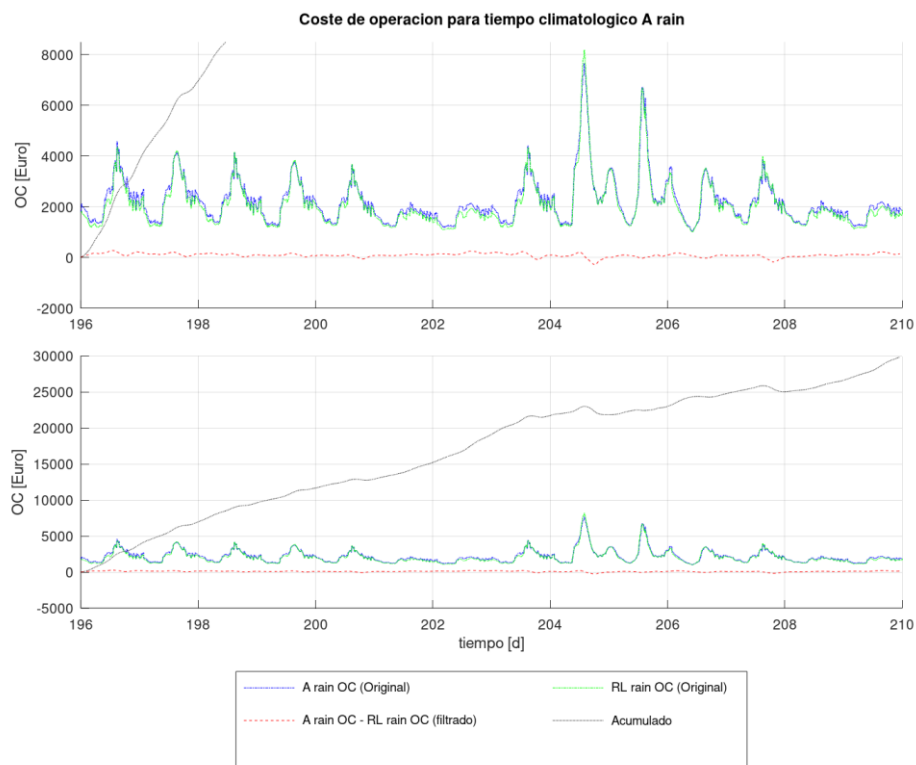 Coste de operacion para tiempo climatologico A rain
8000
6000
4000
2000
0
-2000
OC [Euro]
196 198 200 202 204 206 208 210
30000
25000
20000
15000
10000
5000
0
-5000
OC [Euro]
196 198 200 202 204 206 208 210
tiempo [d]
A rain OC (Original) RL rain OC (Original)
A rain OC - RL rain OC (filtrado) Acumulado